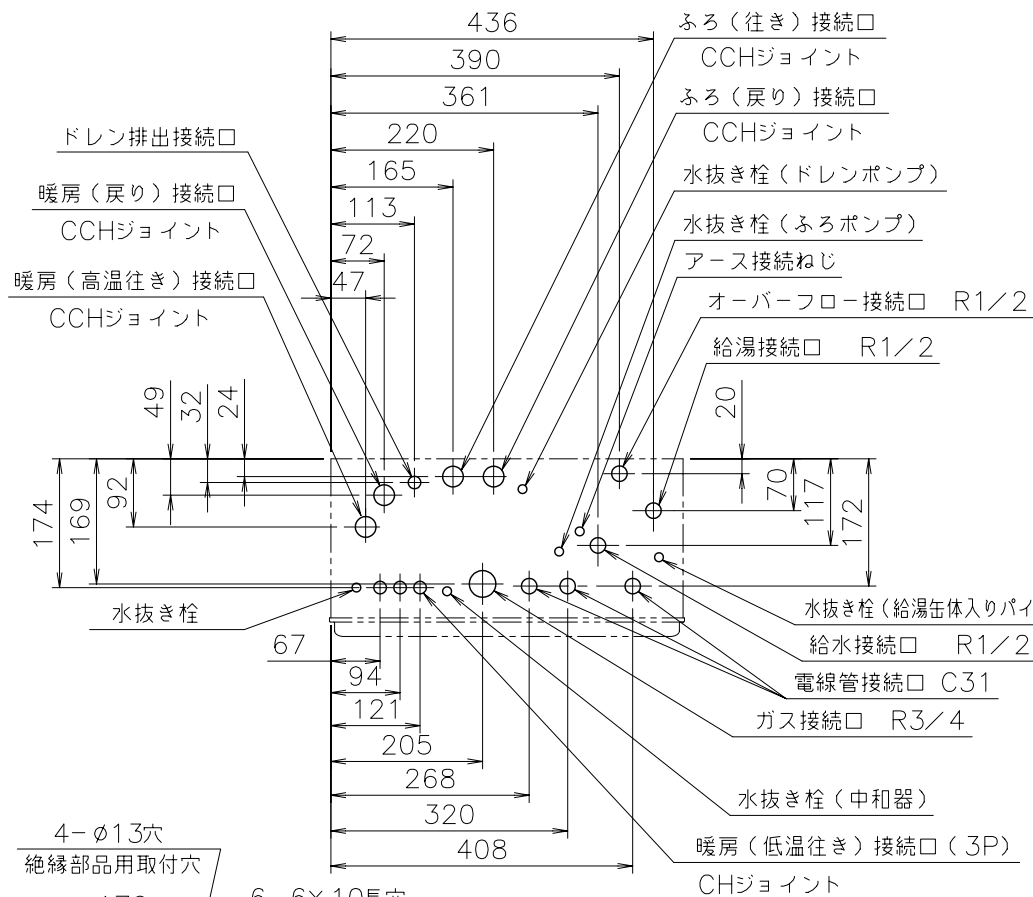 436
ふろ（往き）接続口
CCHジョイント
390
361
ふろ（戻り）接続口
CCHジョイント
ドレン排出接続口
220
165
水抜き栓（ドレンポンプ）
暖房（戻り）接続口
CCHジョイント
113
水抜き栓（ふろポンプ）
72
アース接続ねじ
暖房（高温往き）接続口
CCHジョイント
47
オーバーフロー接続口 R1/2
給湯接続口 R1/2
49
32
24
20
174
169
92
70
117
172
水抜き栓
水抜き栓（給湯缶体入りパイ
67
給水接続口 R1/2
94
電線管接続口 C31
121
ガス接続口 R3/4
205
268
水抜き栓（中和器）
320
408
暖房（低温往き）接続口（3P）
CHジョイント
4-φ13穴
絶縁部品用取付穴